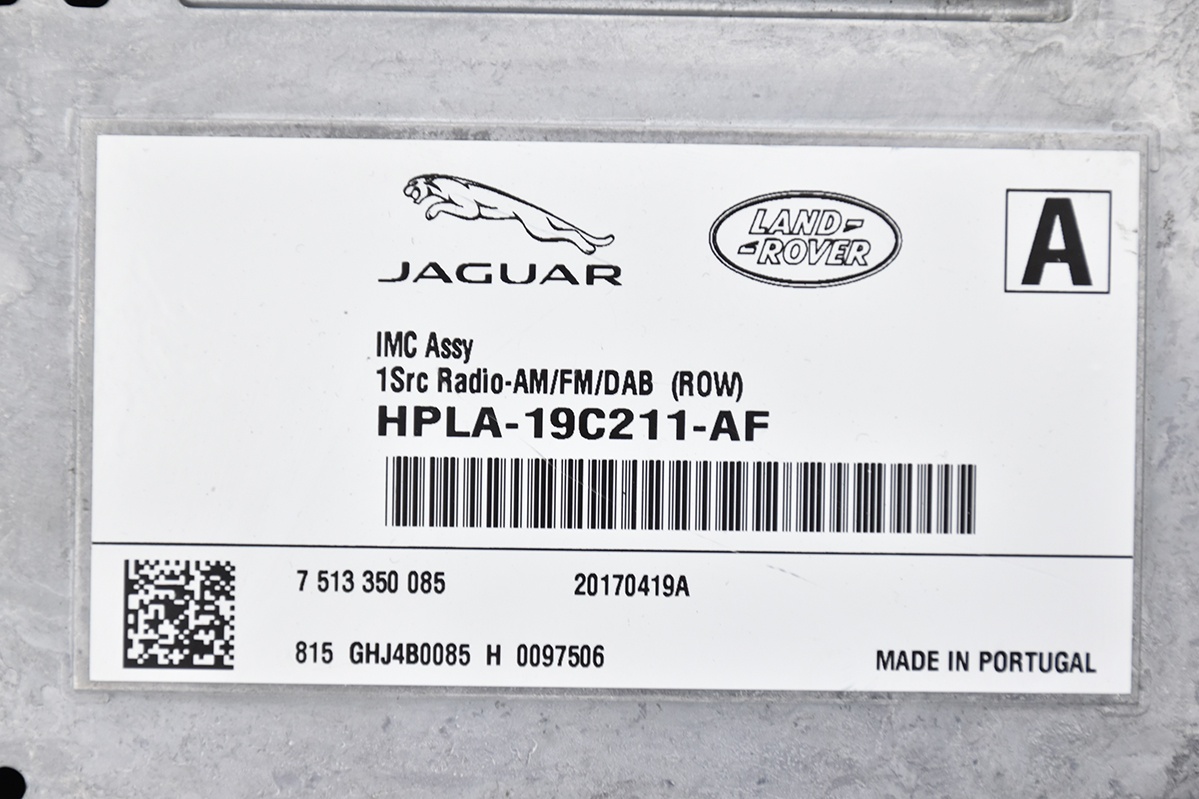 JAGUAR
LAND-
-ROVER
A
IMC Assy
1Src Radio-AM/FM/DAB (ROW)
HPLA-19C211-AF
7 513 350 085 20170419A
815 GHJ4B0085 H 0097506
MADE IN PORTUGAL